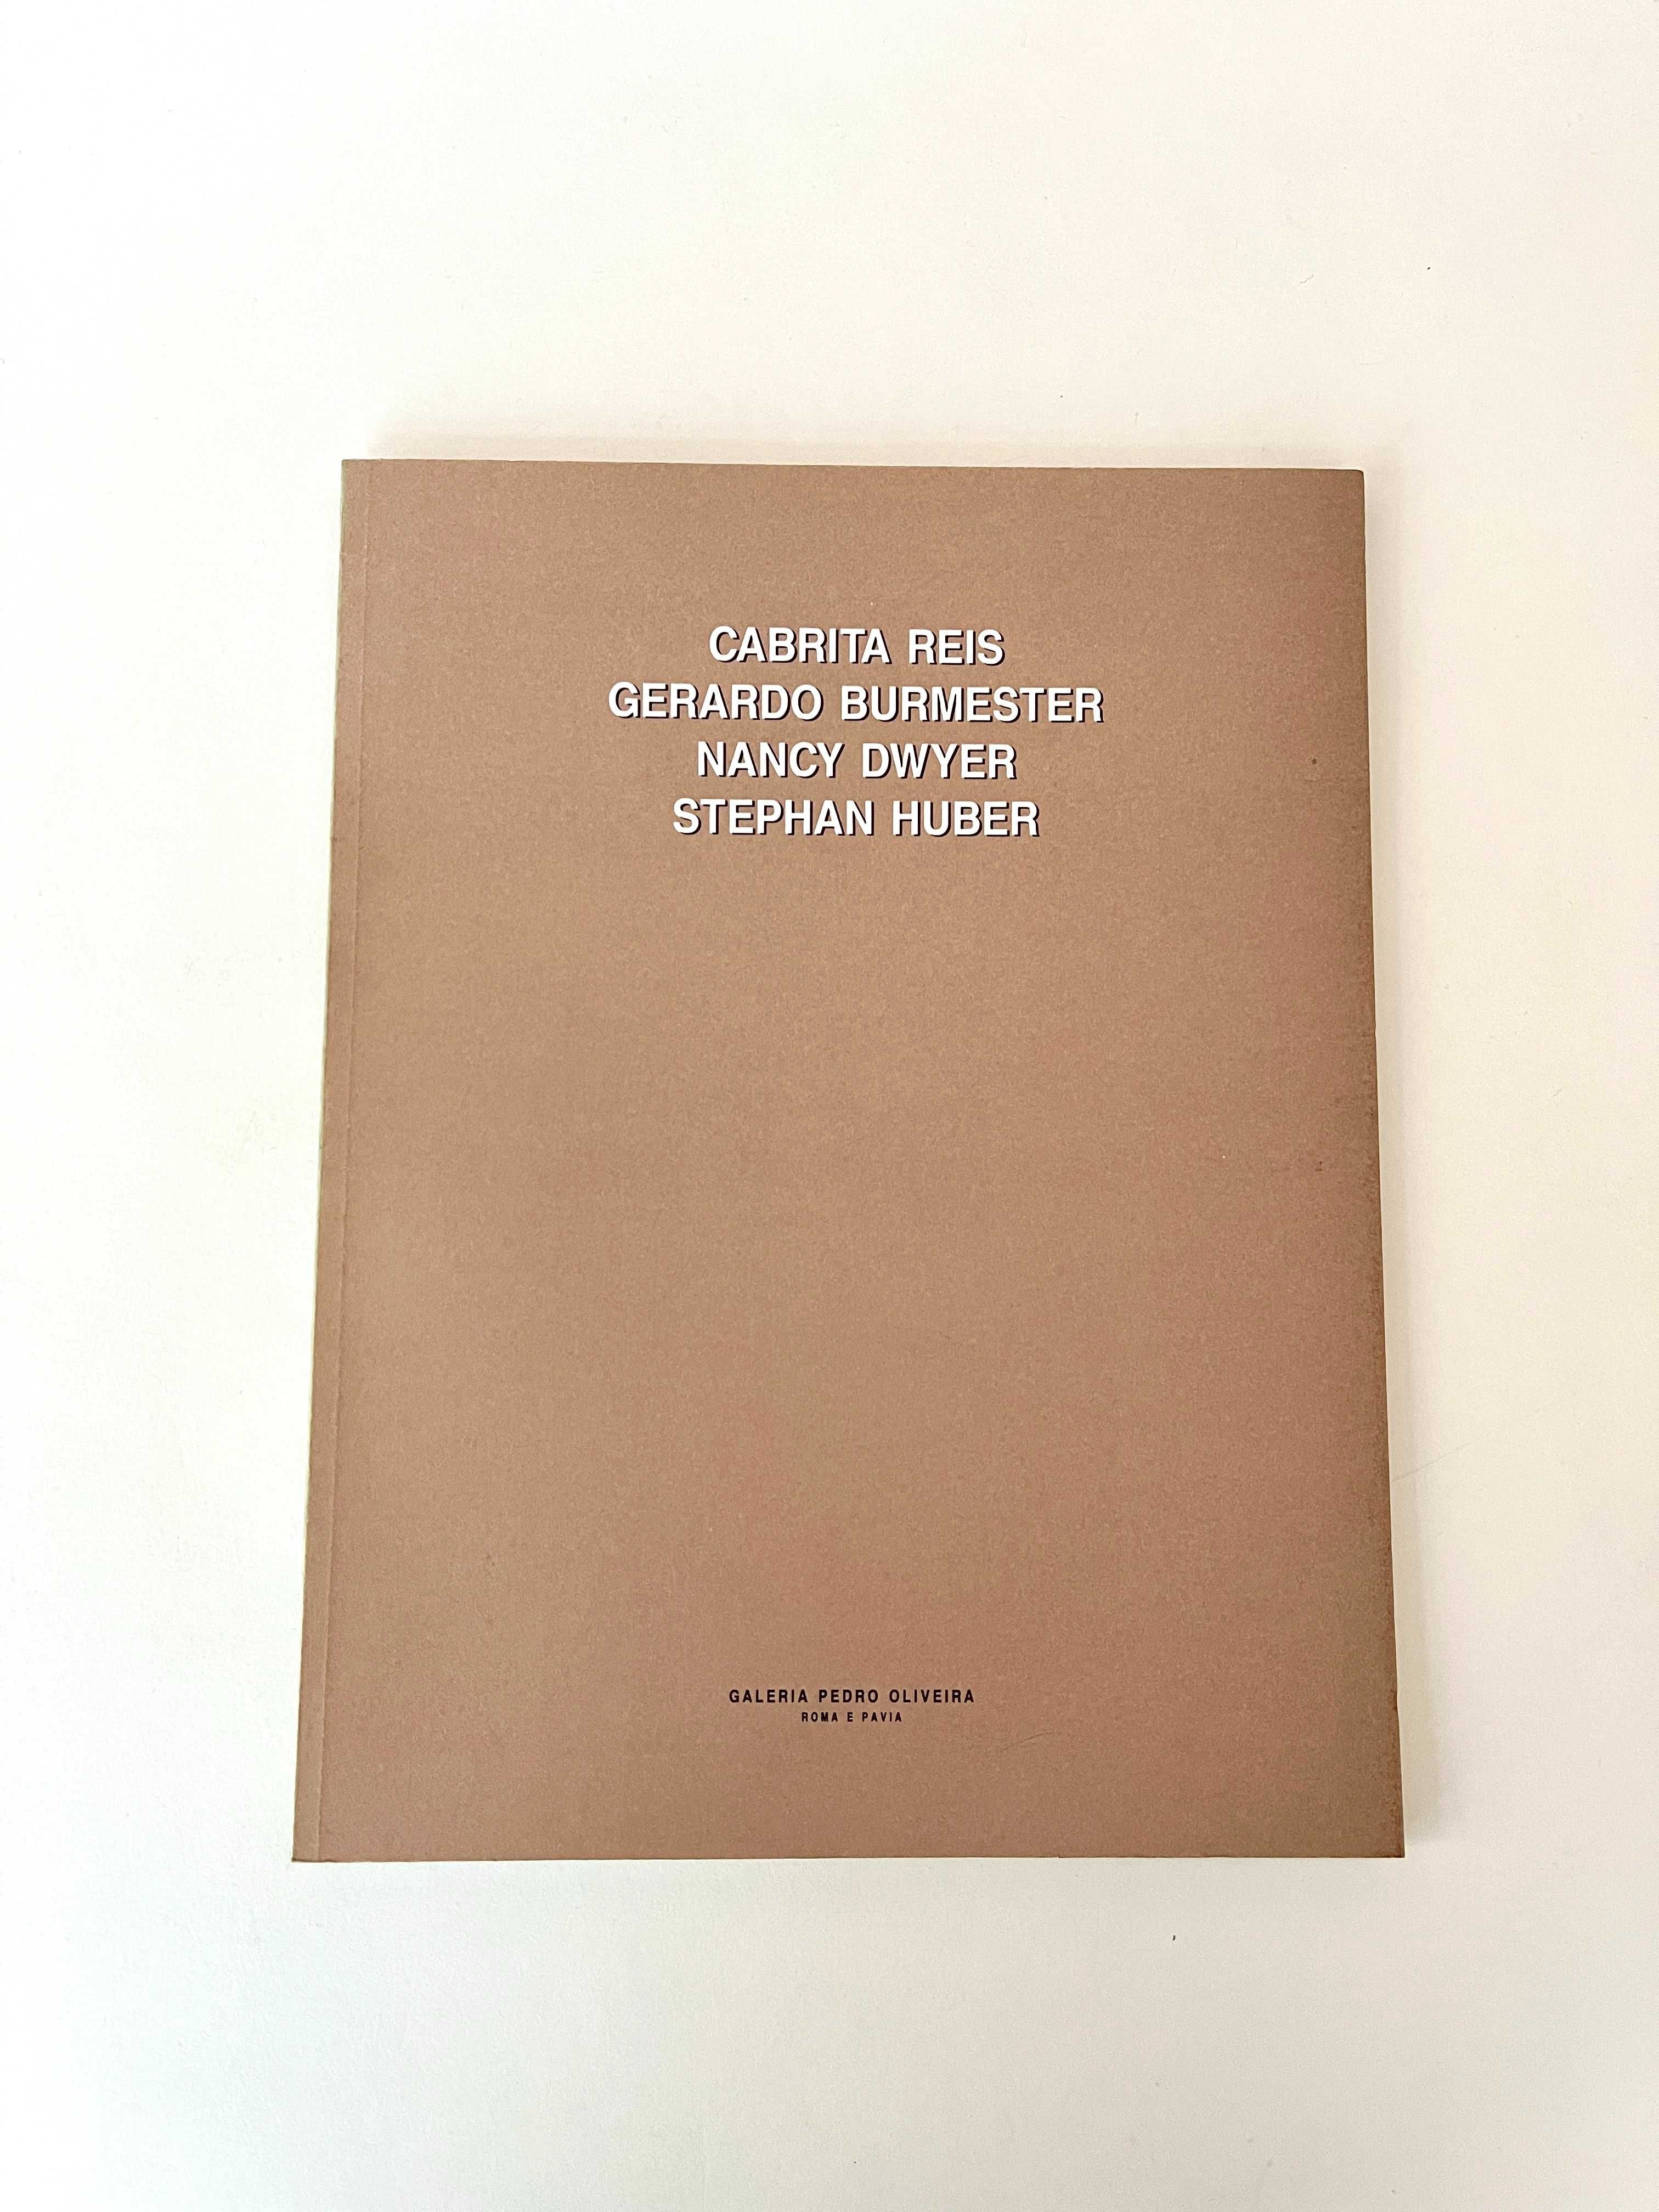 CABRITA REIS
GERARDO BURMESTER
NANCY DWYER
STEPHAN HUBER
GALERIA PEDRO OLIVEIRA
ROMA E PAVIA